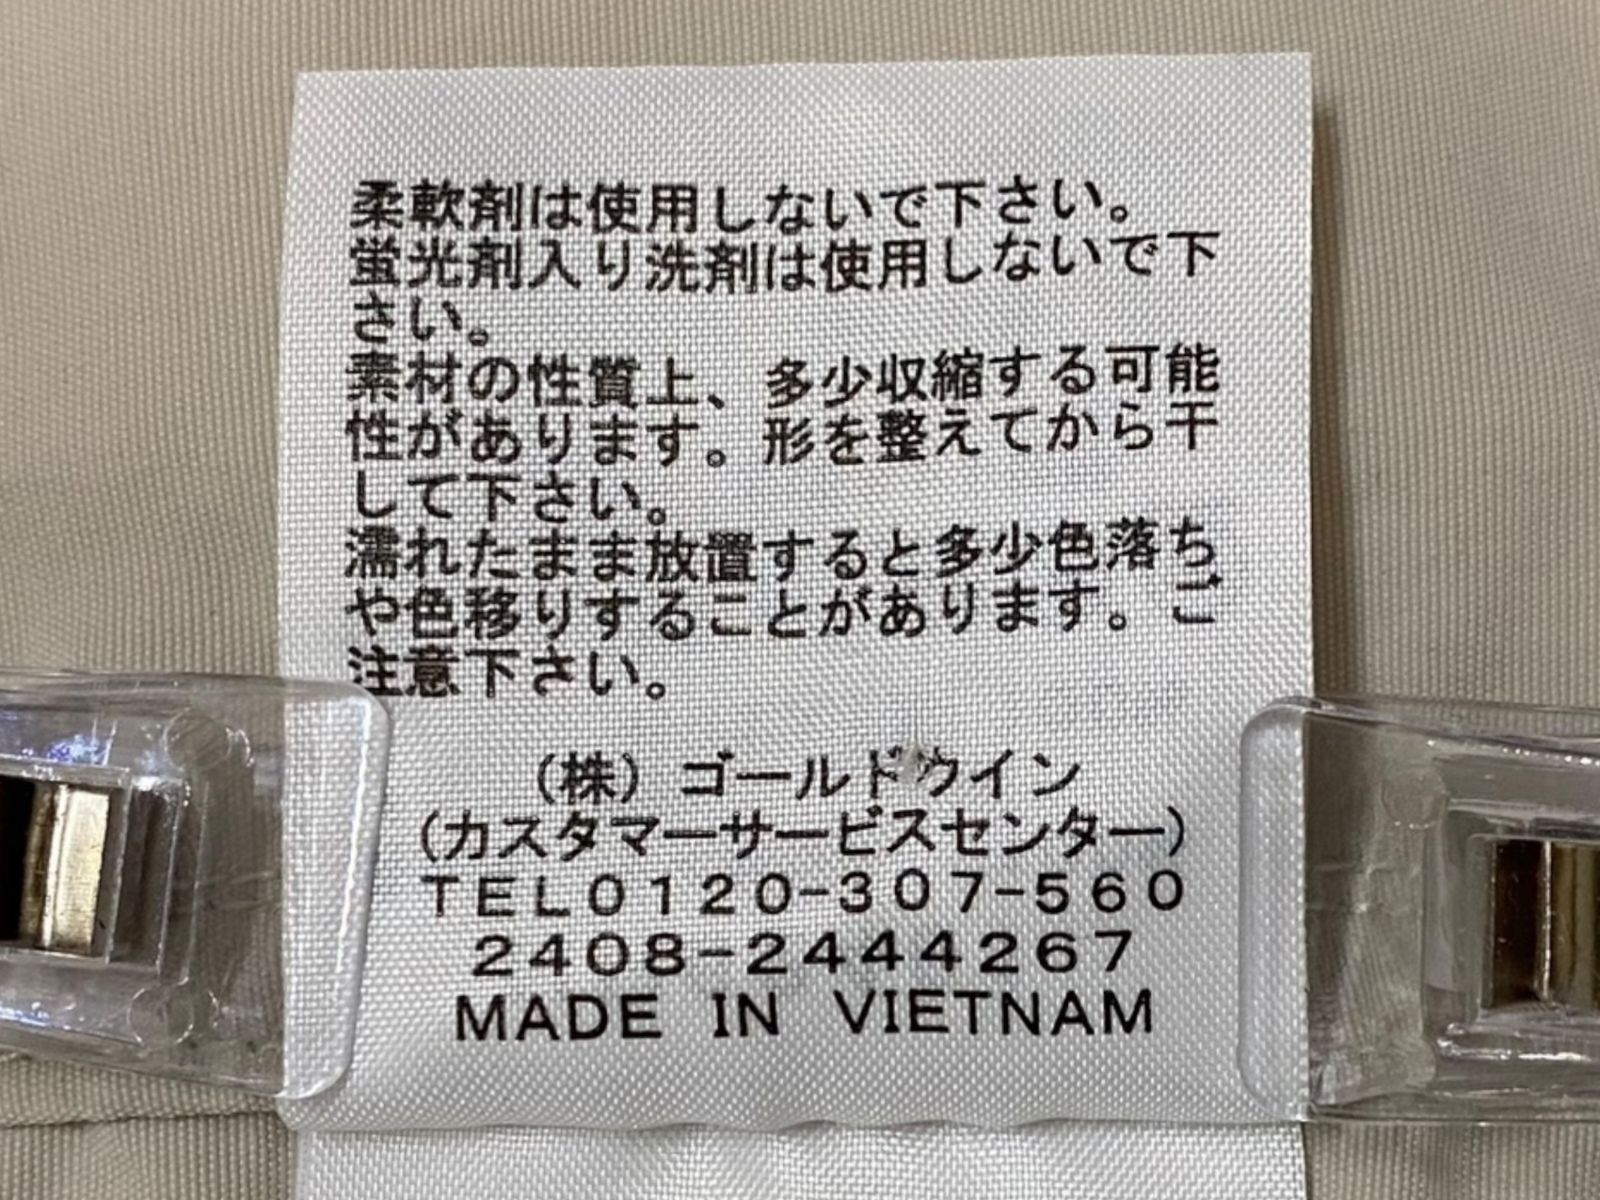 柔軟剤は使用しないで下さい。
蛍光剤入り洗剤は使用しないで下
さい。
素材の性質上、多少収縮する可能
性があります。形を整えてから干
して下さい。
濡れたまま放置すると多少色落ち
や色移りすることがあります。ご
注意下さい。
（株）ゴールドウイン
（カスタマーサービスセンター）
TEL0120-307-560
2408-2444267
MADE IN VIETNAM